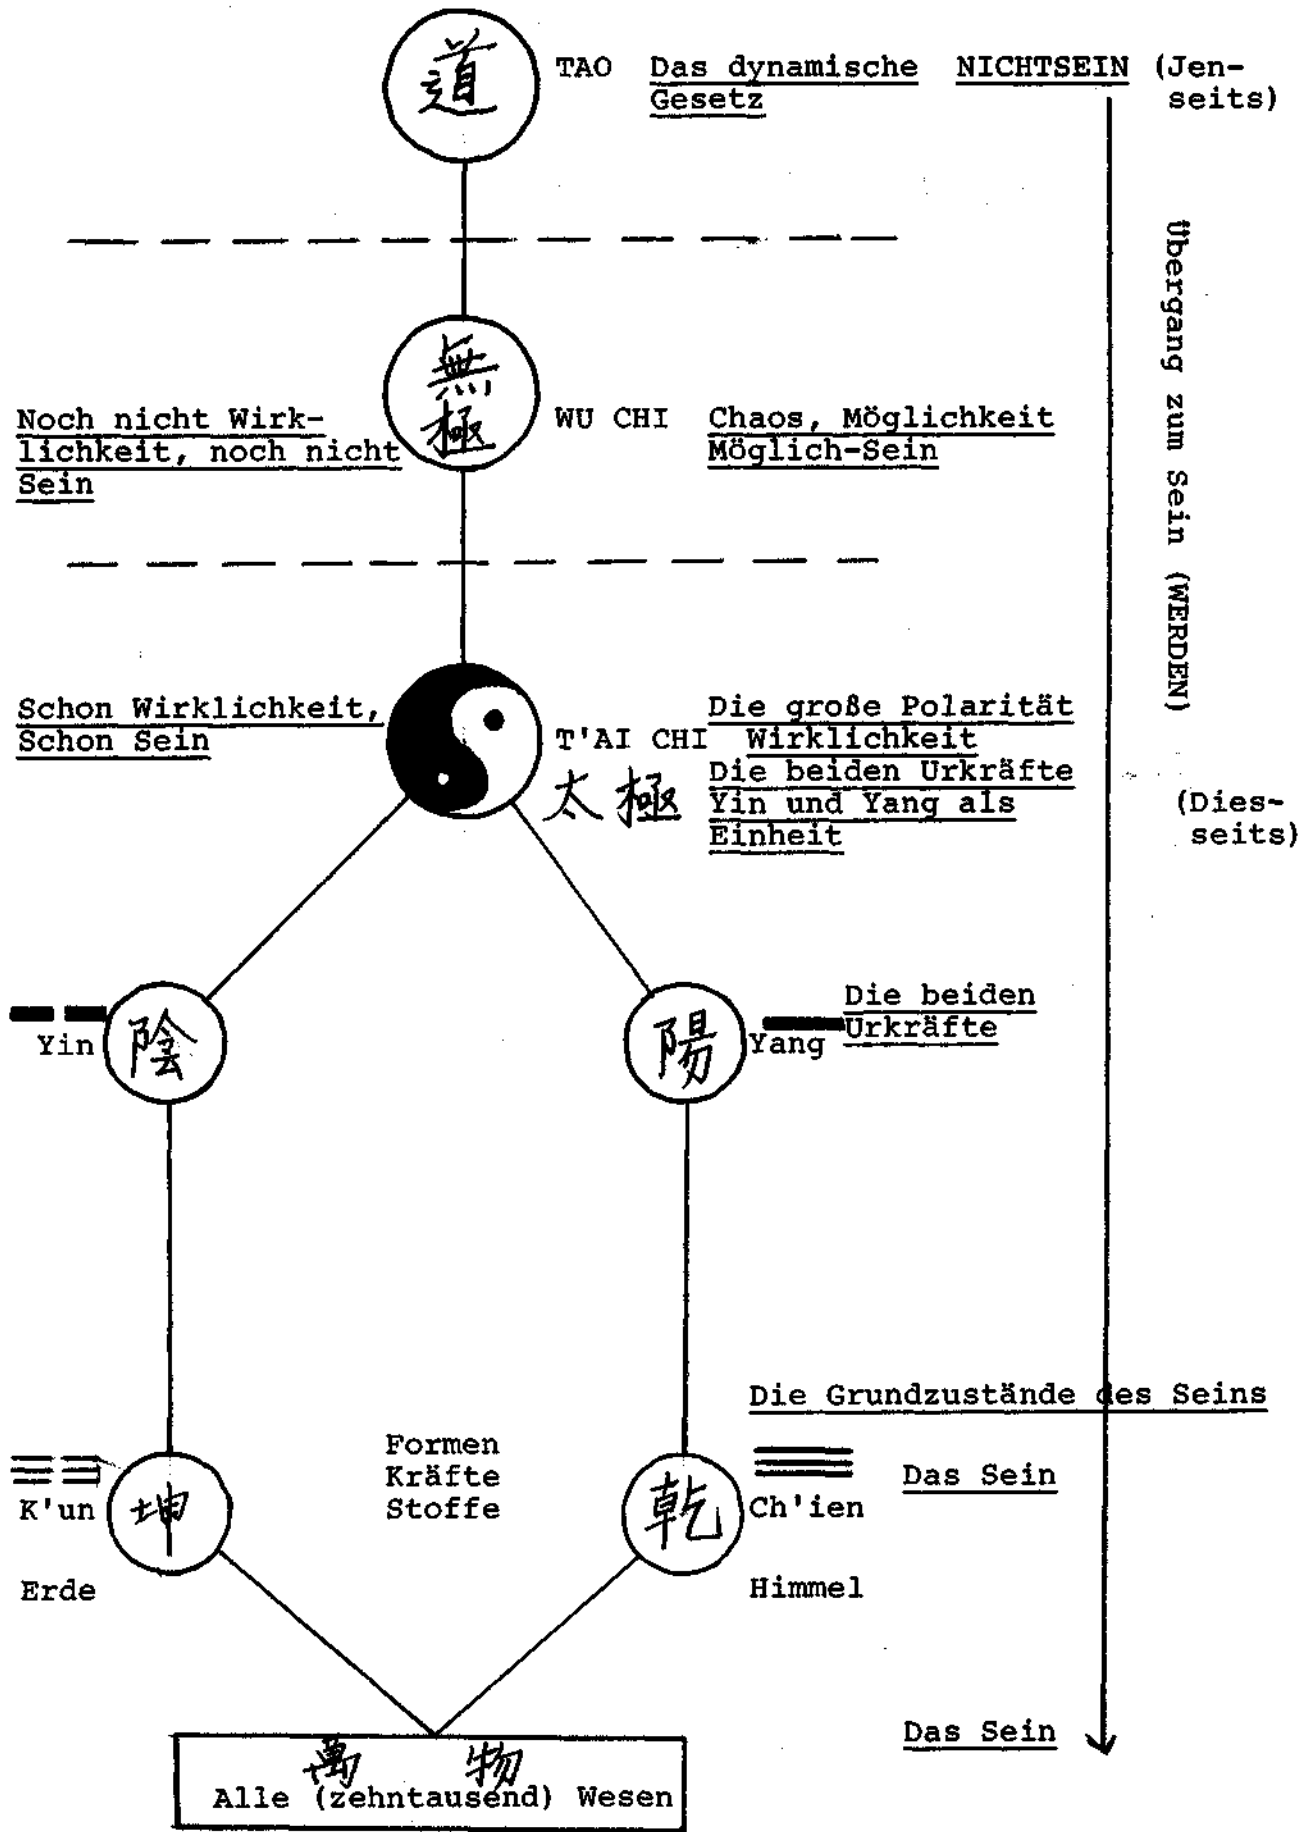 道
TAO Das dynamische Gesetz
NICHTSEIN (Jen-
seits)
Übergang zum Sein (WERDEN)
無
極
WU CHI
Chaos, Möglichkeit
Möglich-Sein
Noch nicht Wirk-
lichkeit, noch nicht
Sein
Schon Wirklichkeit,
Schon Sein
T'AI CHI
太極
Die große Polarität
Wirklichkeit
Die beiden Urkräfte
Yin und Yang als
Einheit
(Dies-
seits)
Yin
陰
陽
Yang
Die beiden
Urkräfte
Die Grundzustände des Seins
K'un
坤
Erde
Formen
Kräfte
Stoffe
乾
Ch'ien
Himmel
Das Sein
Das Sein
萬 物
Alle (zehntausend) Wesen